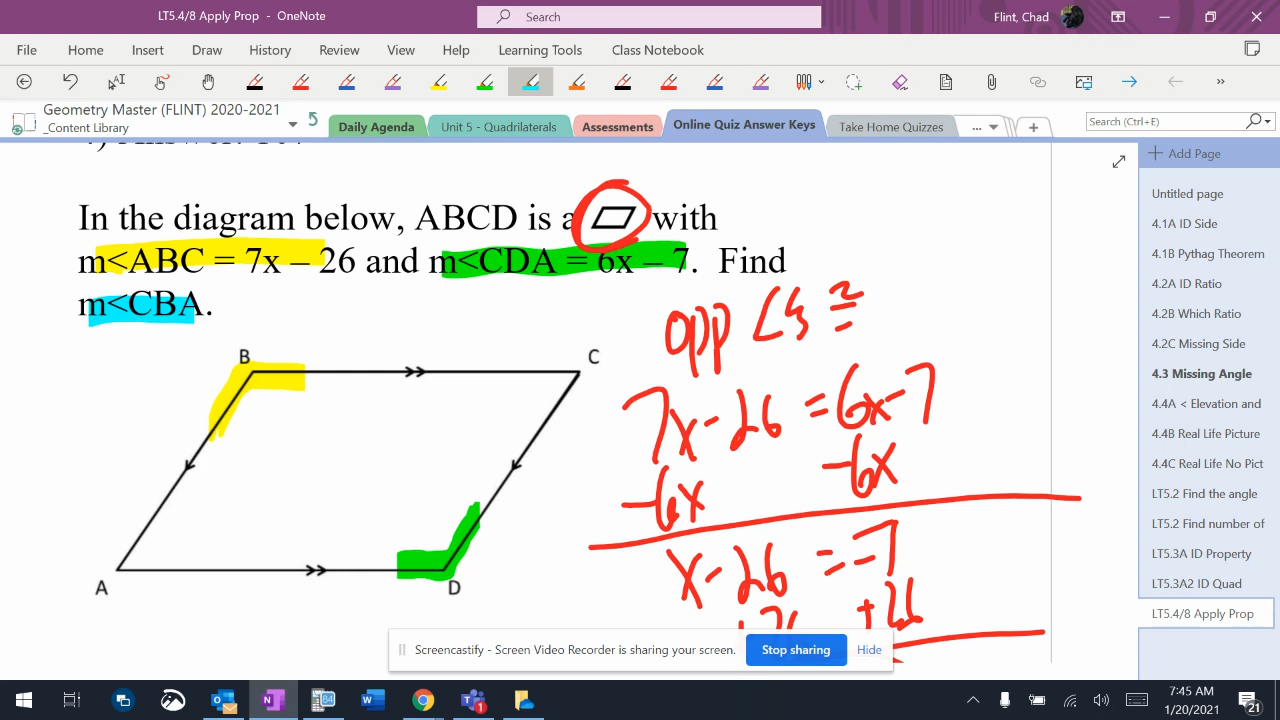 LT5.4/8 Apply Prop - OneNote
Search
Flint, Chad
File Home Insert Draw History Review View Help Learning Tools Class Notebook
Geometry Master (FLINT) 2020-2021
_Content Library
Daily Agenda
Unit 5 - Quadrilaterals
Assessments
Online Quiz Answer Keys
Take Home Quizzes
...
Search (Ctrl+E)
In the diagram below, ABCD is a ▱ with
m<ABC = 7x – 26 and m<CDA = 6x – 7. Find
m<CBA.
B
C
A
D
opp <s ≅
7x - 26 = 6x - 7
-6x -6x
x - 26 = -7
+26
Add Page
Untitled page
4.1A ID Side
4.1B Pythag Theorem
4.2A ID Ratio
4.2B Which Ratio
4.2C Missing Side
4.3 Missing Angle
4.4A < Elevation and
4.4B Real Life Picture
4.4C Real Life No Pict
LT5.2 Find the angle
LT5.2 Find number of
LT5.3A ID Property
LT5.3A2 ID Quad
LT5.4/8 Apply Prop
Screencastify - Screen Video Recorder is sharing your screen.
Stop sharing
Hide
84
1
7:45 AM
1/20/2021
21